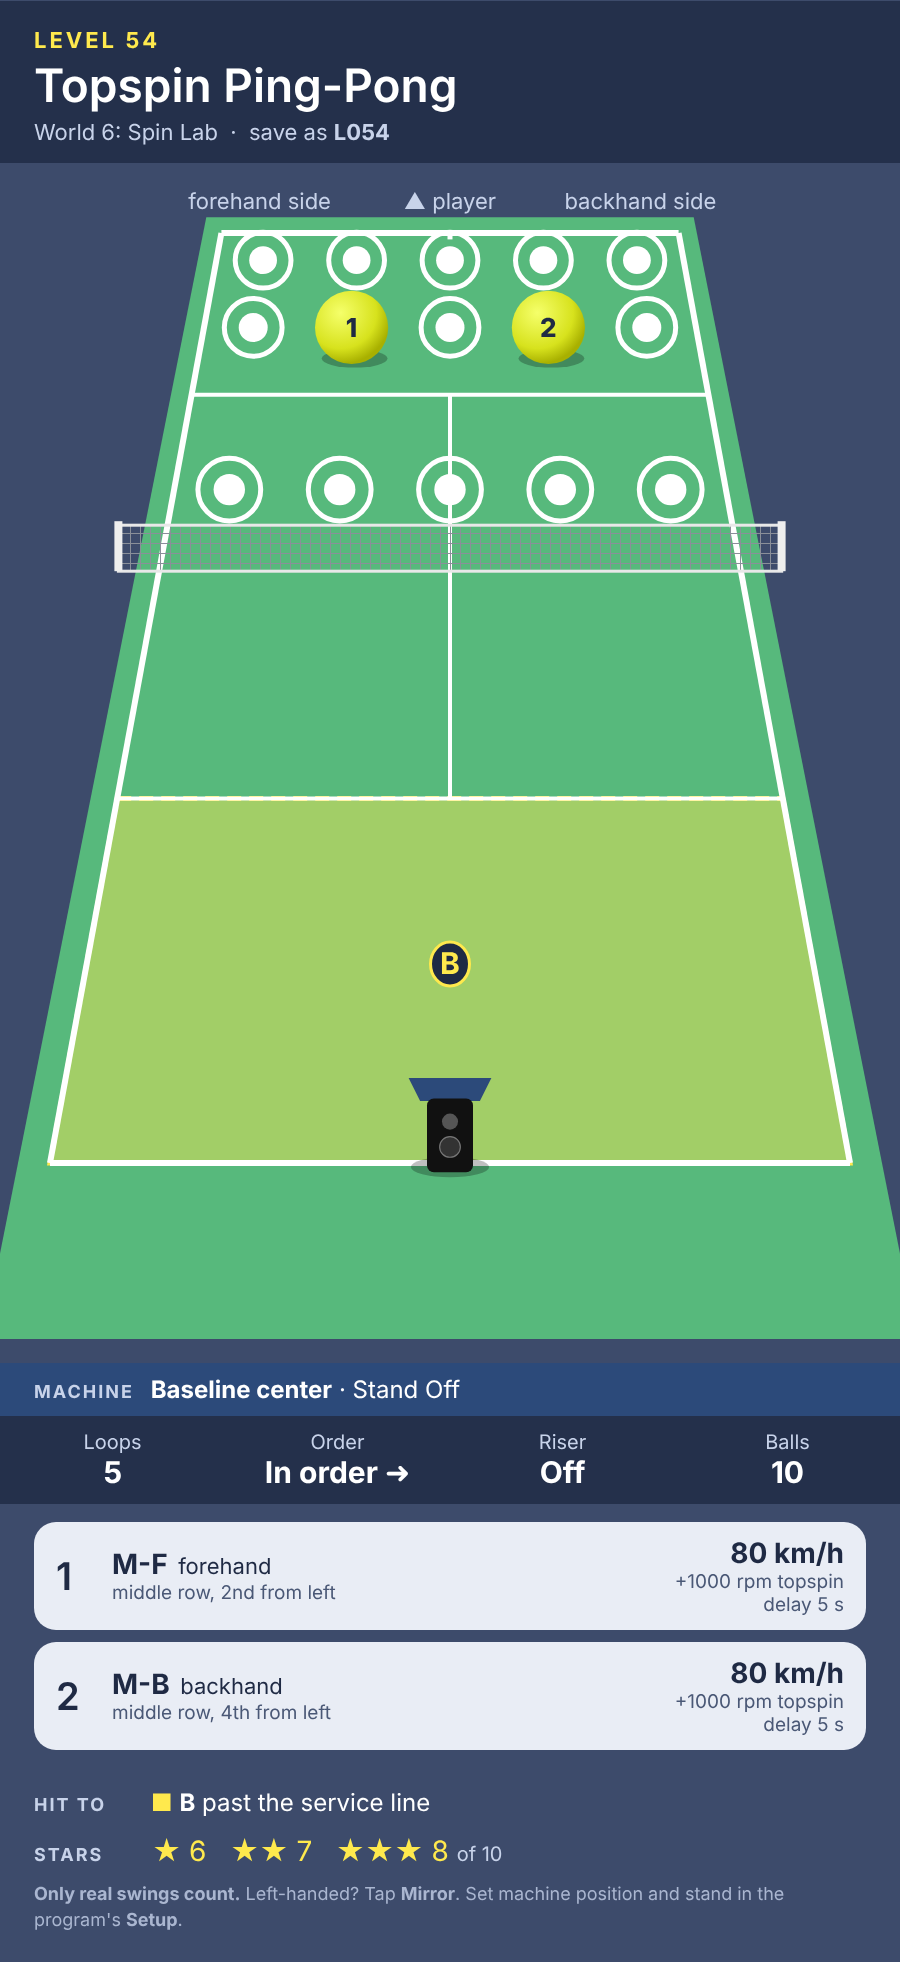 LEVEL 54
Topspin Ping-Pong
World 6: Spin Lab · save as L054
forehand side ▲ player backhand side
1 2
B
MACHINE Baseline center · Stand Off
Loops Order Riser Balls
5 In order → Off 10
1 M-F forehand 80 km/h
middle row, 2nd from left +1000 rpm topspin
delay 5 s
2 M-B backhand 80 km/h
middle row, 4th from left +1000 rpm topspin
delay 5 s
HIT TO B past the service line
STARS ★ 6 ★★ 7 ★★★ 8 of 10
Only real swings count. Left-handed? Tap Mirror. Set machine position and stand in the
program's Setup.